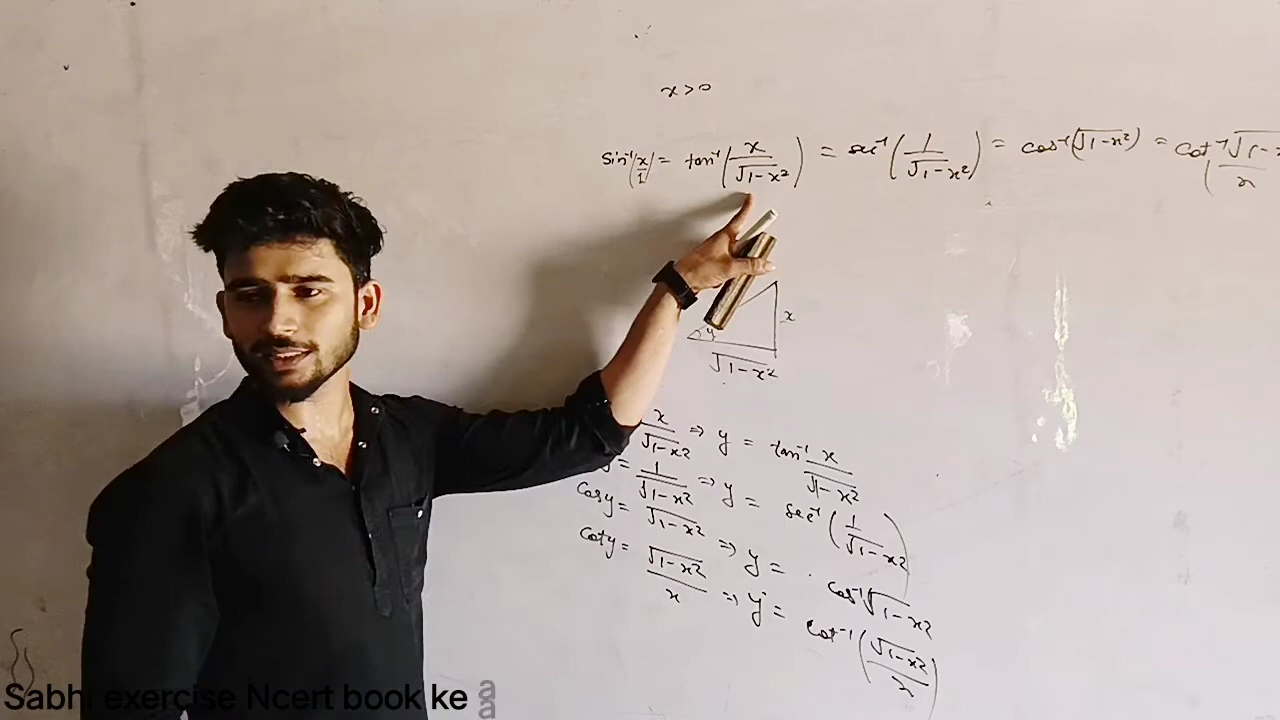 x > 0
sin⁻¹(x/1) = tan⁻¹(x/√1-x²) = sec⁻¹(1/√1-x²) = cos⁻¹(√1-x²) = cot⁻¹(√1-
x
y
x
√1-x²
x/√1-x² ⇒ y = tan⁻¹ x/√1-x²
y = 1/√1-x² ⇒ y = sec⁻¹(1/√1-x²)
cosy = √1-x² ⇒ y = cos⁻¹√1-x²
coty = √1-x²/x ⇒ y = cot⁻¹(√1-x²/x)
Sabhi exercise Ncert book ke